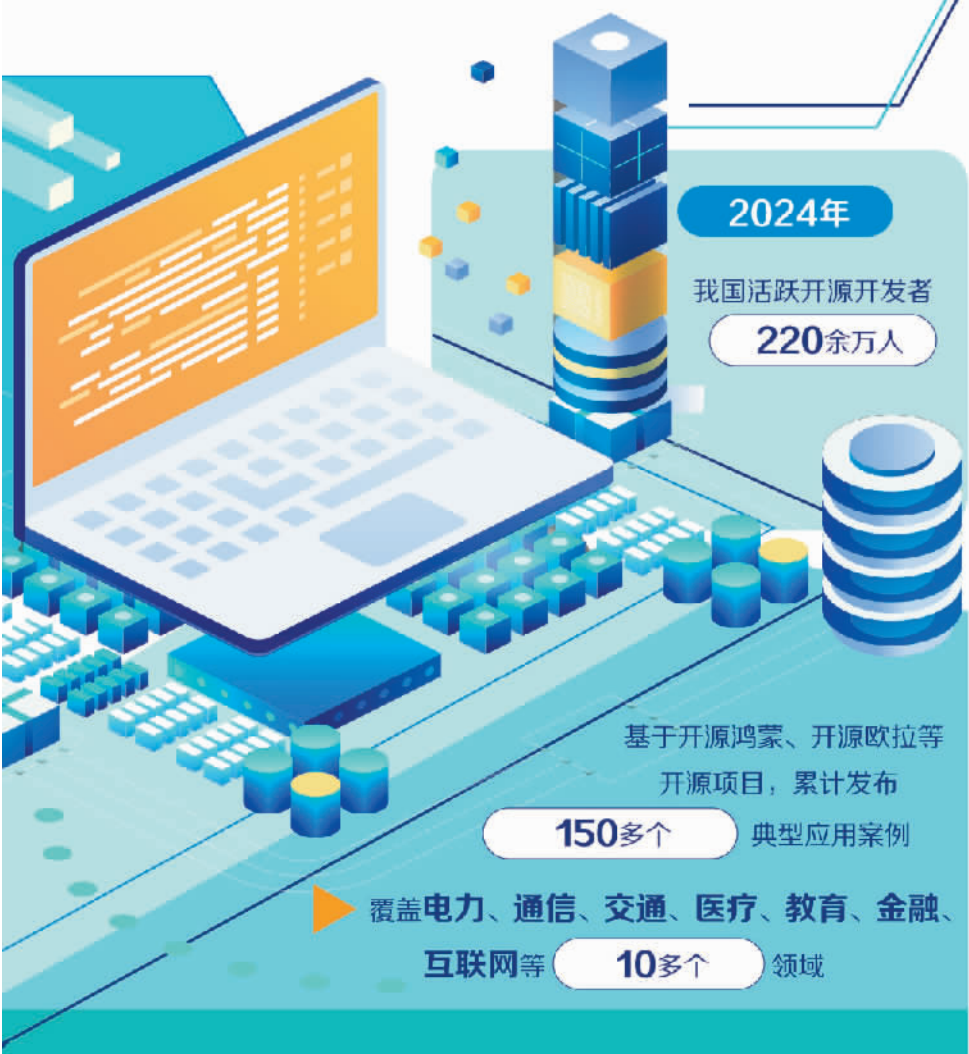 2024年
我国活跃开源开发者
220余万人
基于开源鸿蒙、开源欧拉等
开源项目，累计发布
150多个 典型应用案例
覆盖电力、通信、交通、医疗、教育、金融、
互联网等 10多个 领域